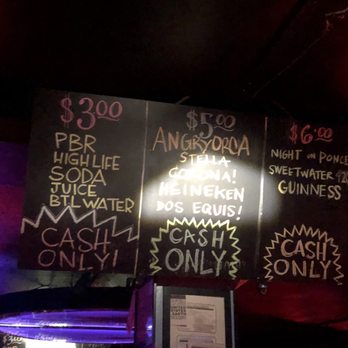 $3.00
PBR
HIGH LIFE
SODA
JUICE
BTL WATER
CASH
ONLY!
$5.00
ANGRY ORCA
STELLA
CORONA!
HEINEKEN
DOS EQUIS!
CASH
ONLY!
$6.00
NIGHT ON PONCE
SWEETWATER 420
GUINNESS
CASH
ONLY!